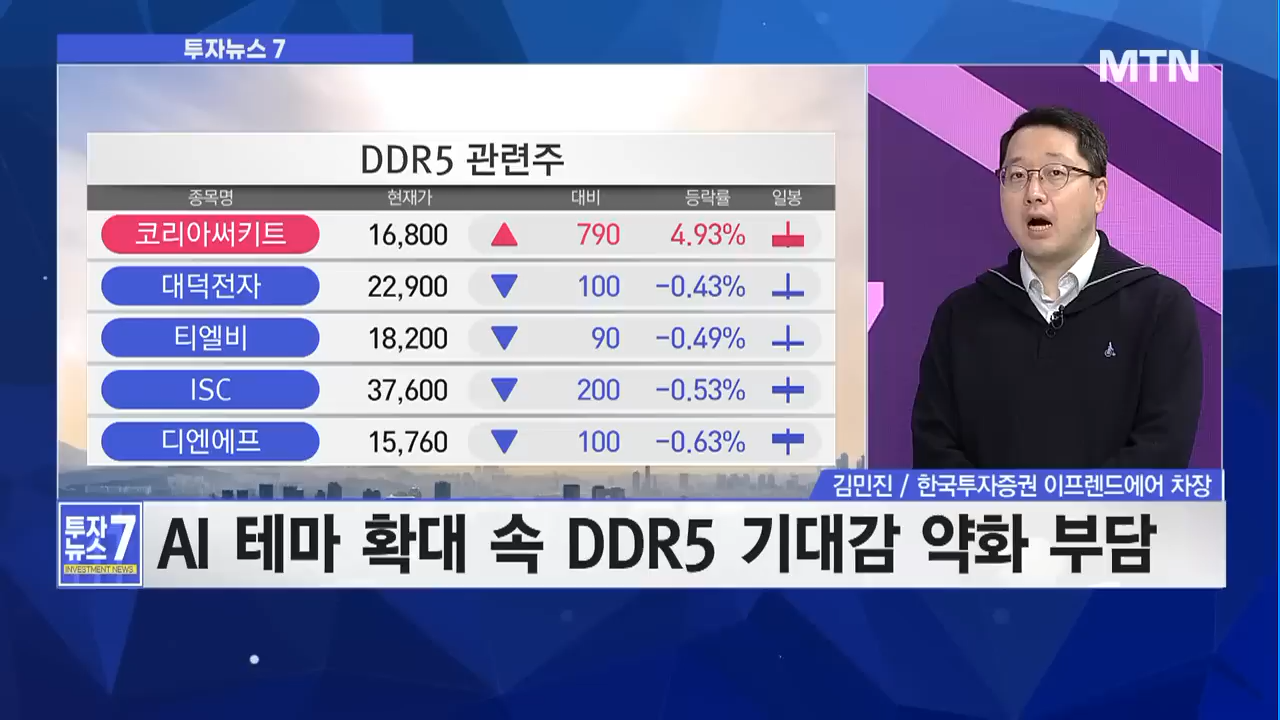 투자뉴스 7
MTN
DDR5 관련주
종목명 현재가 대비 등락률 일봉
코리아써키트 16,800 ▲ 790 4.93%
대덕전자 22,900 ▼ 100 -0.43%
티엘비 18,200 ▼ 90 -0.49%
ISC 37,600 ▼ 200 -0.53%
디엔에프 15,760 ▼ 100 -0.63%
김민진 / 한국투자증권 이프렌드에어 차장
투자
뉴스 7
INVESTMENT NEWS
AI 테마 확대 속 DDR5 기대감 약화 부담